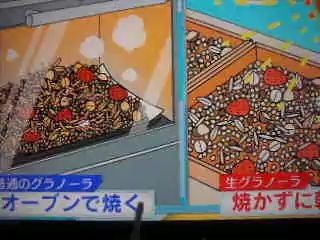 普通のグラノーラ
オーブンで焼く
生グラノーラ
焼かずに